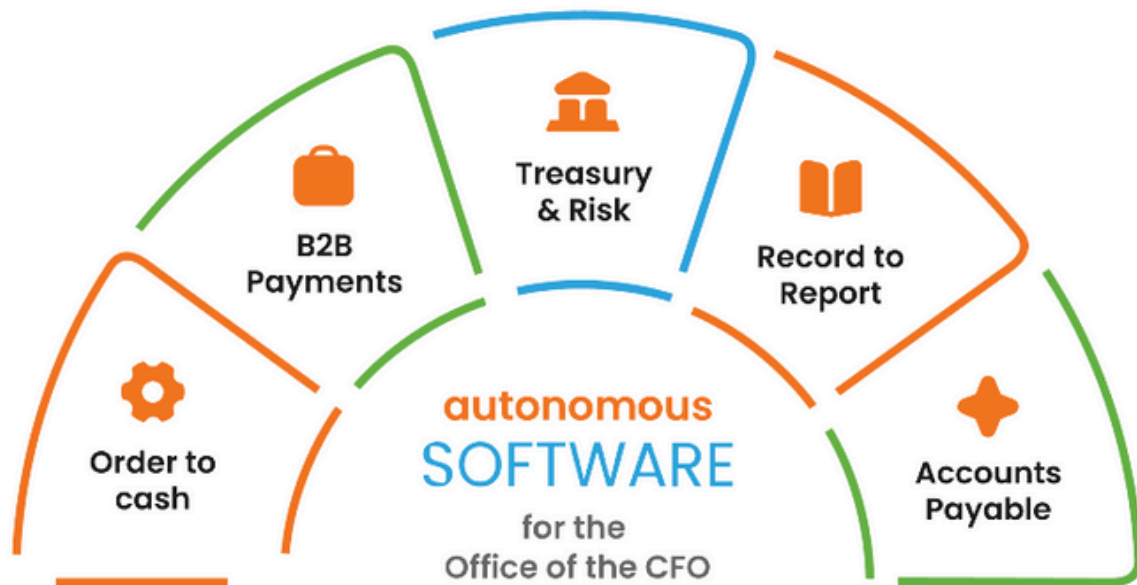 Order to
cash
B2B
Payments
Treasury
& Risk
Record to
Report
Accounts
Payable
autonomous
SOFTWARE
for the
Office of the CFO